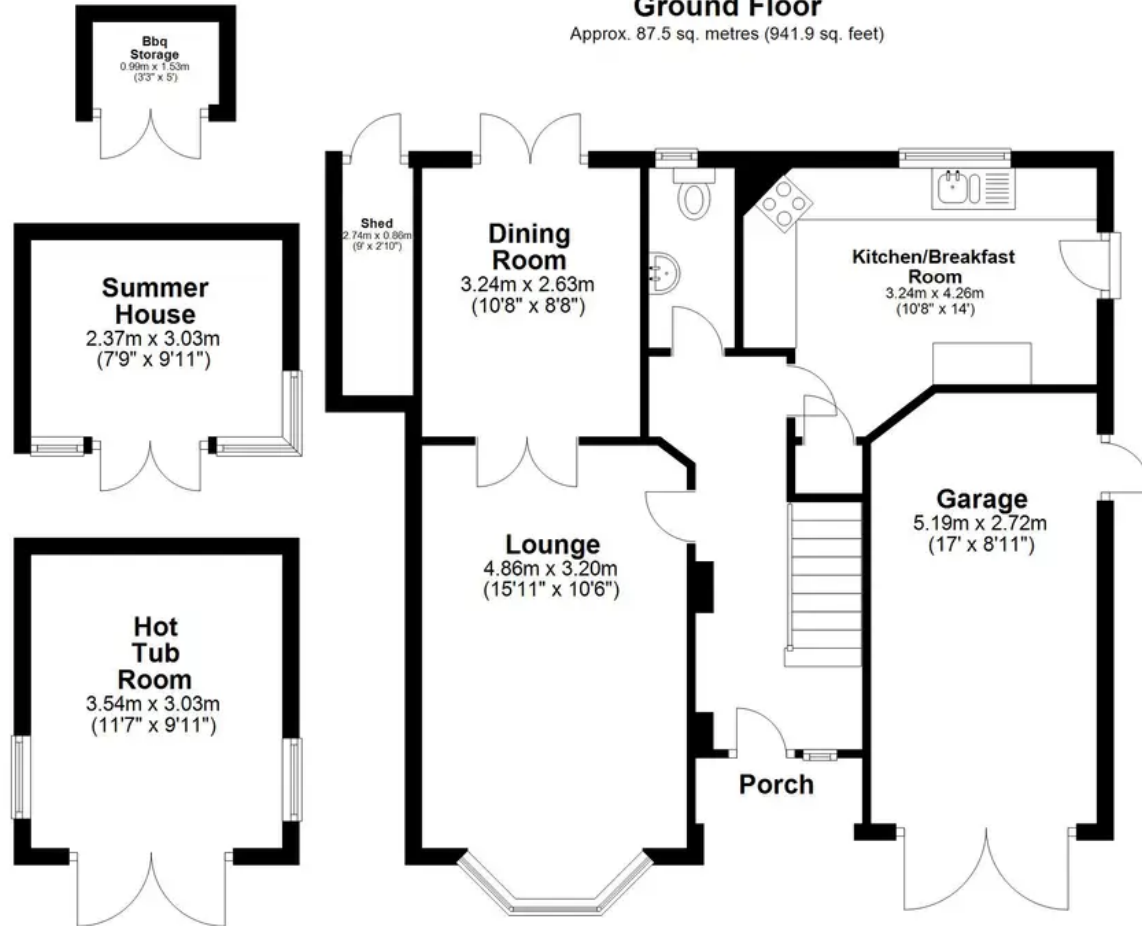 Ground Floor
Approx. 87.5 sq. metres (941.9 sq. feet)
Bbq
Storage
0.99m x 1.53m
(3'3" x 5')
Shed
2.74m x 0.86m
(9' x 2'10")
Dining
Room
3.24m x 2.63m
(10'8" x 8'8")
Kitchen/Breakfast
Room
3.24m x 4.26m
(10'8" x 14')
Summer
House
2.37m x 3.03m
(7'9" x 9'11")
Lounge
4.86m x 3.20m
(15'11" x 10'6")
Garage
5.19m x 2.72m
(17' x 8'11")
Hot
Tub
Room
3.54m x 3.03m
(11'7" x 9'11")
Porch